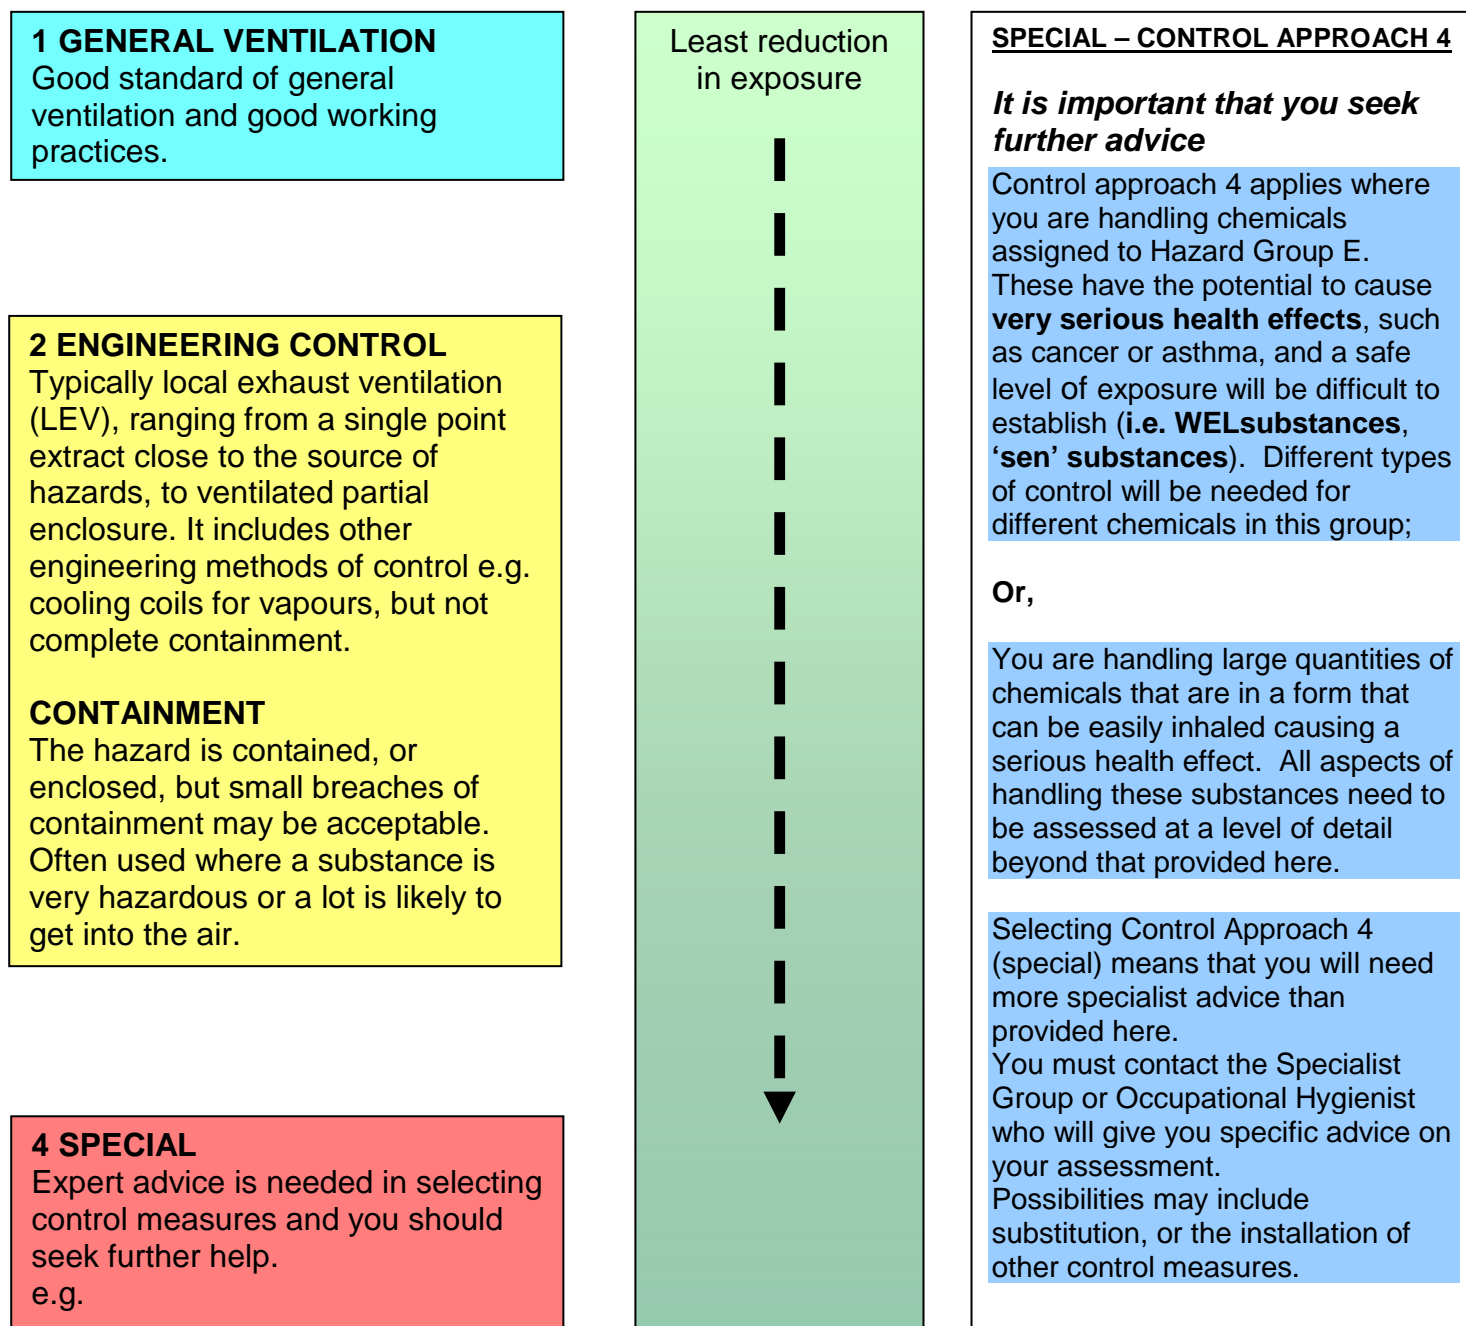 1 GENERAL VENTILATION
Good standard of general
ventilation and good working
practices.
2 ENGINEERING CONTROL
Typically local exhaust ventilation
(LEV), ranging from a single point
extract close to the source of
hazards, to ventilated partial
enclosure. It includes other
engineering methods of control e.g.
cooling coils for vapours, but not
complete containment.
CONTAINMENT
The hazard is contained, or
enclosed, but small breaches of
containment may be acceptable.
Often used where a substance is
very hazardous or a lot is likely to
get into the air.
4 SPECIAL
Expert advice is needed in selecting
control measures and you should
seek further help.
e.g.
Least reduction
in exposure
SPECIAL – CONTROL APPROACH 4
It is important that you seek
further advice
Control approach 4 applies where
you are handling chemicals
assigned to Hazard Group E.
These have the potential to cause
very serious health effects, such
as cancer or asthma, and a safe
level of exposure will be difficult to
establish (i.e. WELsubstances,
‘sen’ substances).  Different types
of control will be needed for
different chemicals in this group;
Or,
You are handling large quantities of
chemicals that are in a form that
can be easily inhaled causing a
serious health effect.  All aspects of
handling these substances need to
be assessed at a level of detail
beyond that provided here.
Selecting Control Approach 4
(special) means that you will need
more specialist advice than
provided here.
You must contact the Specialist
Group or Occupational Hygienist
who will give you specific advice on
your assessment.
Possibilities may include
substitution, or the installation of
other control measures.